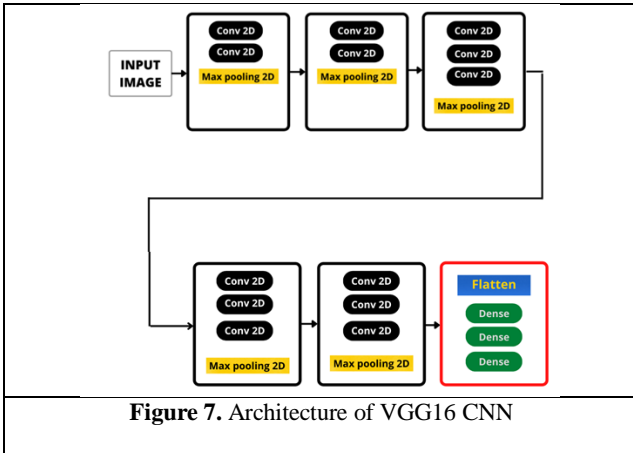 INPUT
IMAGE
Conv 2D
Conv 2D
Max pooling 2D
Conv 2D
Conv 2D
Max pooling 2D
Conv 2D
Conv 2D
Conv 2D
Max pooling 2D
Conv 2D
Conv 2D
Conv 2D
Max pooling 2D
Conv 2D
Conv 2D
Conv 2D
Max pooling 2D
Flatten
Dense
Dense
Dense
Figure 7. Architecture of VGG16 CNN